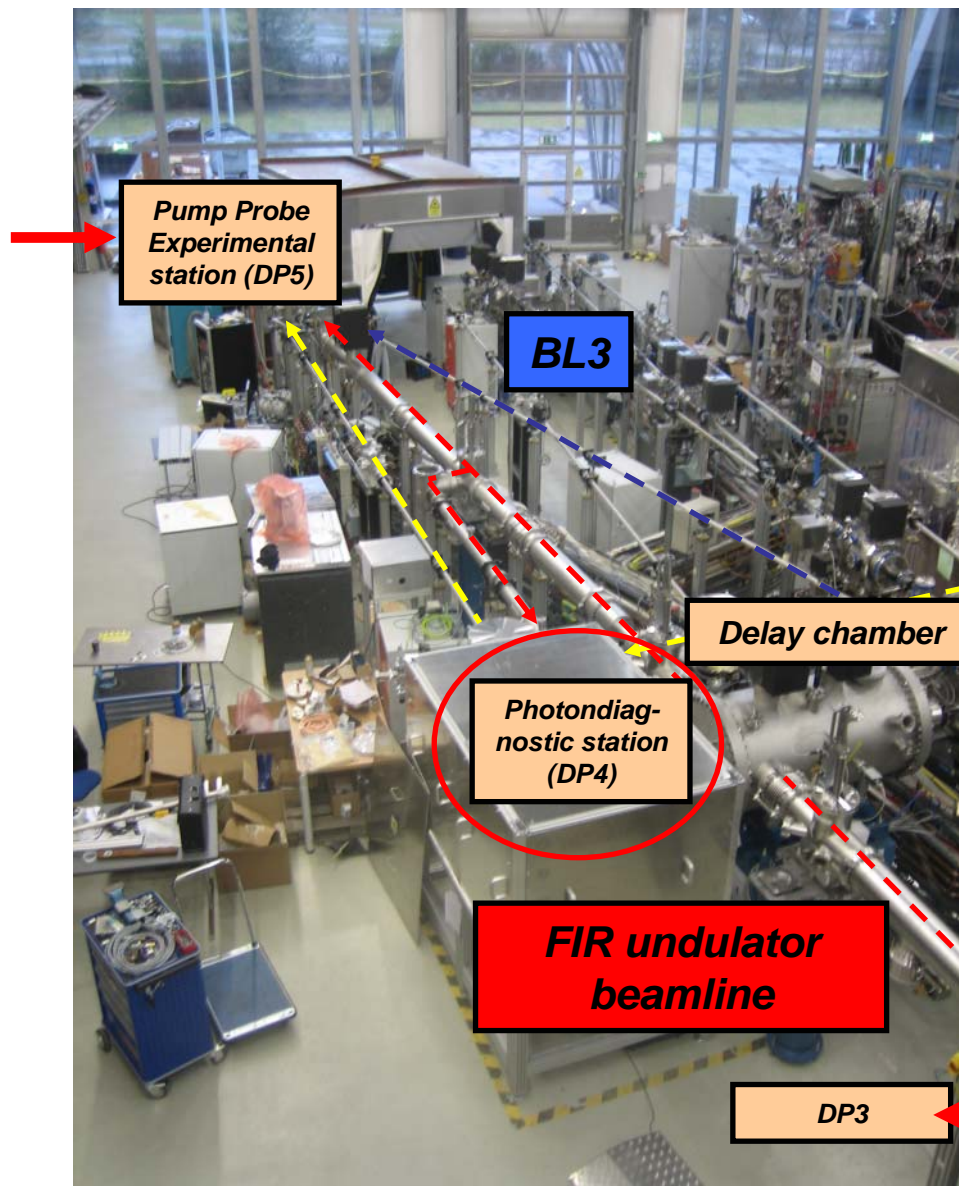 Pump Probe
Experimental
station (DP5)
BL3
Delay chamber
Photondiag-
nostic station
(DP4)
FIR undulator
beamline
DP3